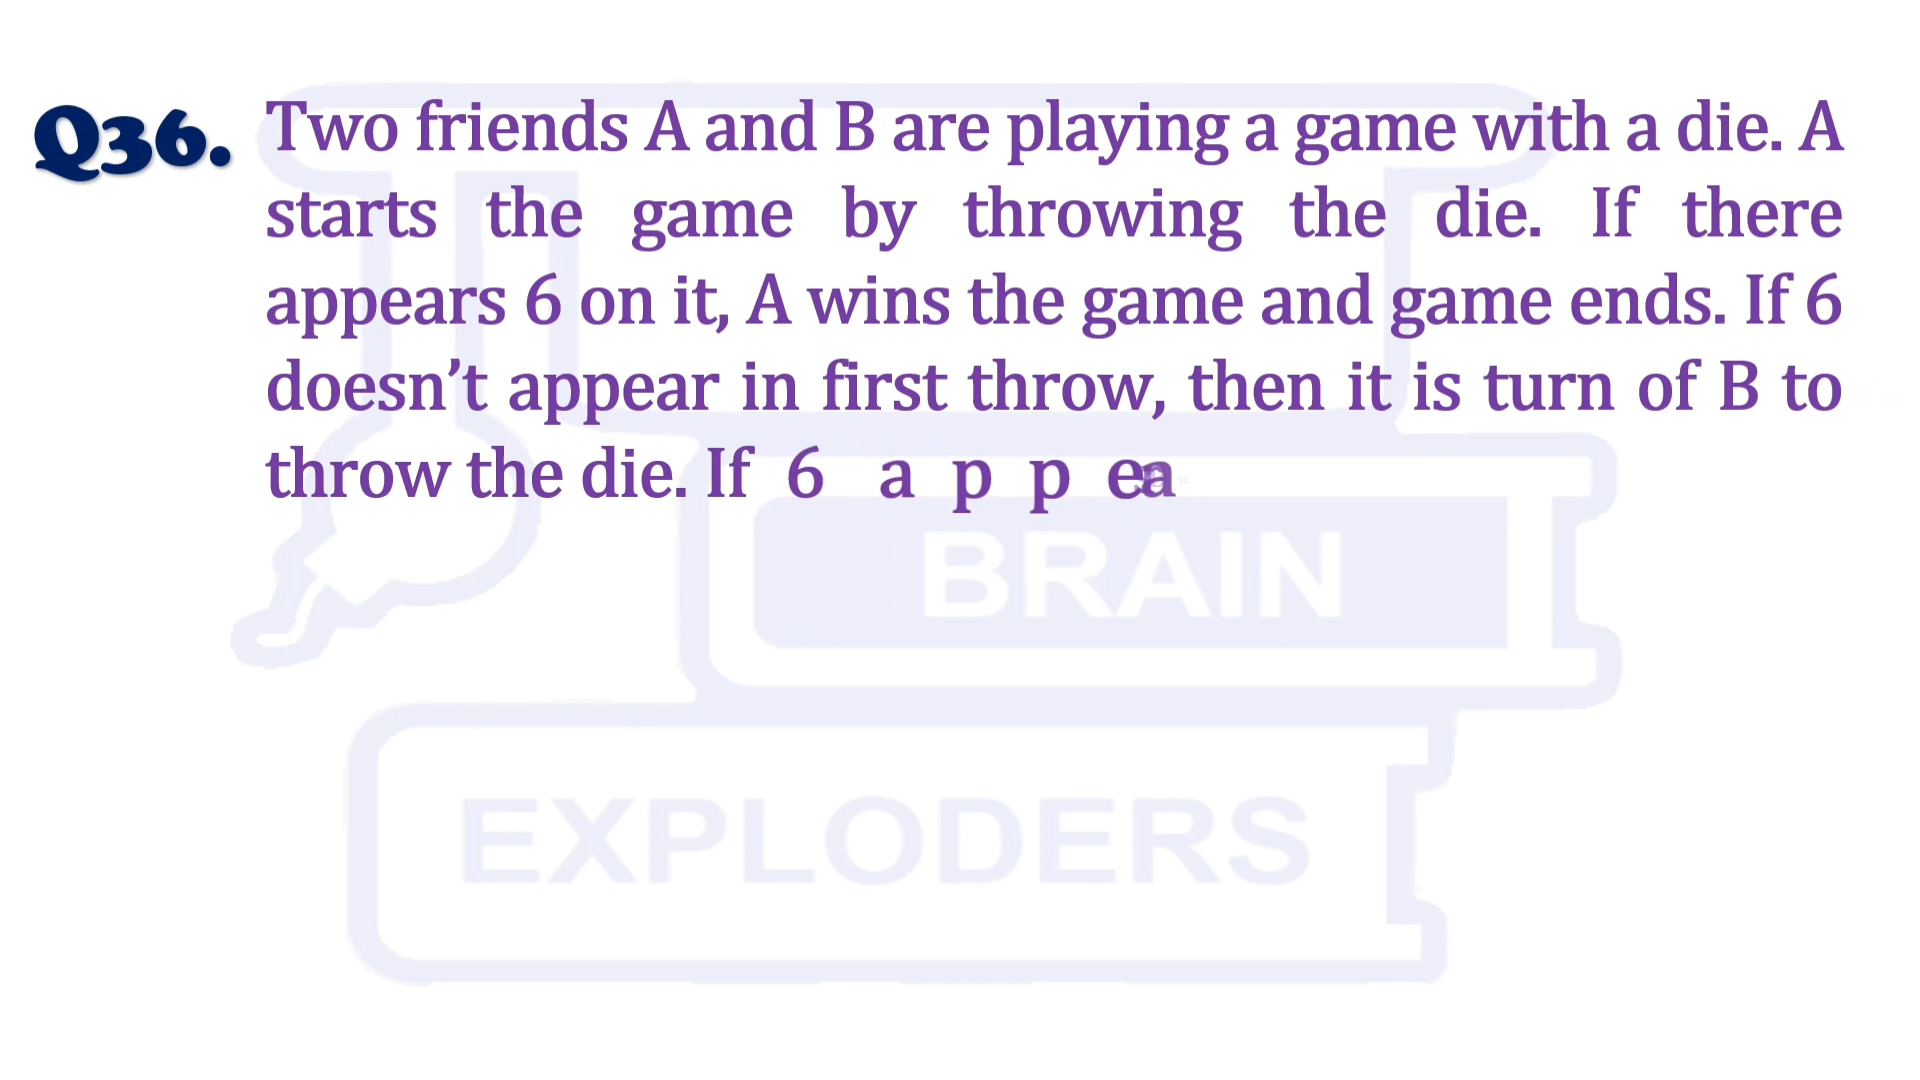 Q36. Two friends A and B are playing a game with a die. A
starts the game by throwing the die. If there
appears 6 on it, A wins the game and game ends. If 6
doesn’t appear in first throw, then it is turn of B to
throw the die. If 6 a p p e a
BRAIN
EXPLODERS